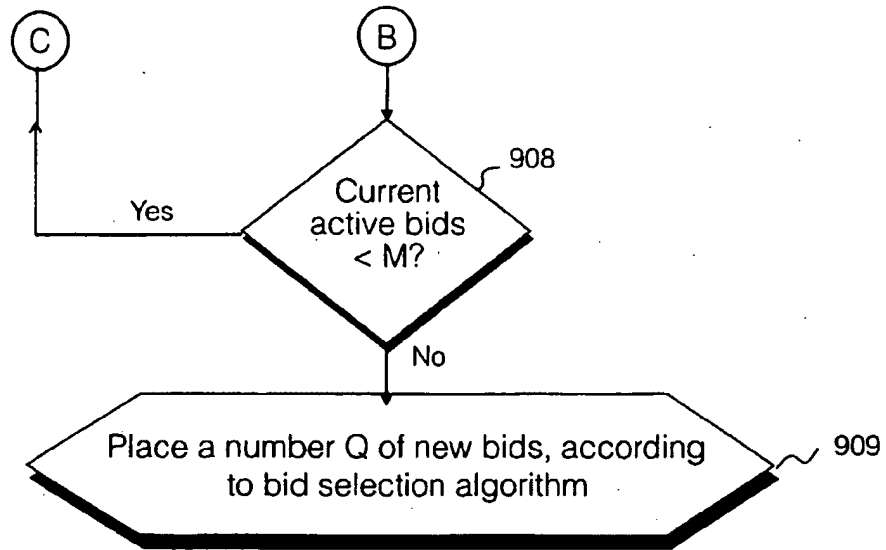 C
B
908
Current
active bids
< M?
Yes
No
Place a number Q of new bids, according
to bid selection algorithm
909